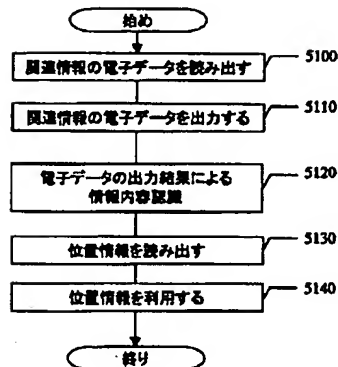 始め
関連情報の電子データを読み出す
5100
関連情報の電子データを出力する
5110
電子データの出力結果による
情報内容認識
5120
位置情報を読み出す
5130
位置情報を利用する
5140
終り